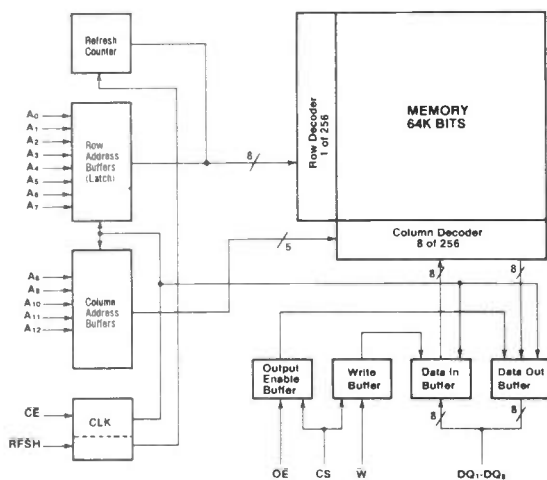 Refresh
Counter
A0
A1
A2
A3
A4
A5
A6
A7
Row
Address
Buffers
(Latch)
8
Row Decoder
1 of 256
MEMORY
64K BITS
Column Decoder
8 of 256
5
A8
A9
A10
A11
A12
Column
Address
Buffers
8
8
Output
Enable
Buffer
Write
Buffer
Data In
Buffer
Data Out
Buffer
CE
CLK
RFSH
8
8
OE
CS
W
DQ1-DQ8